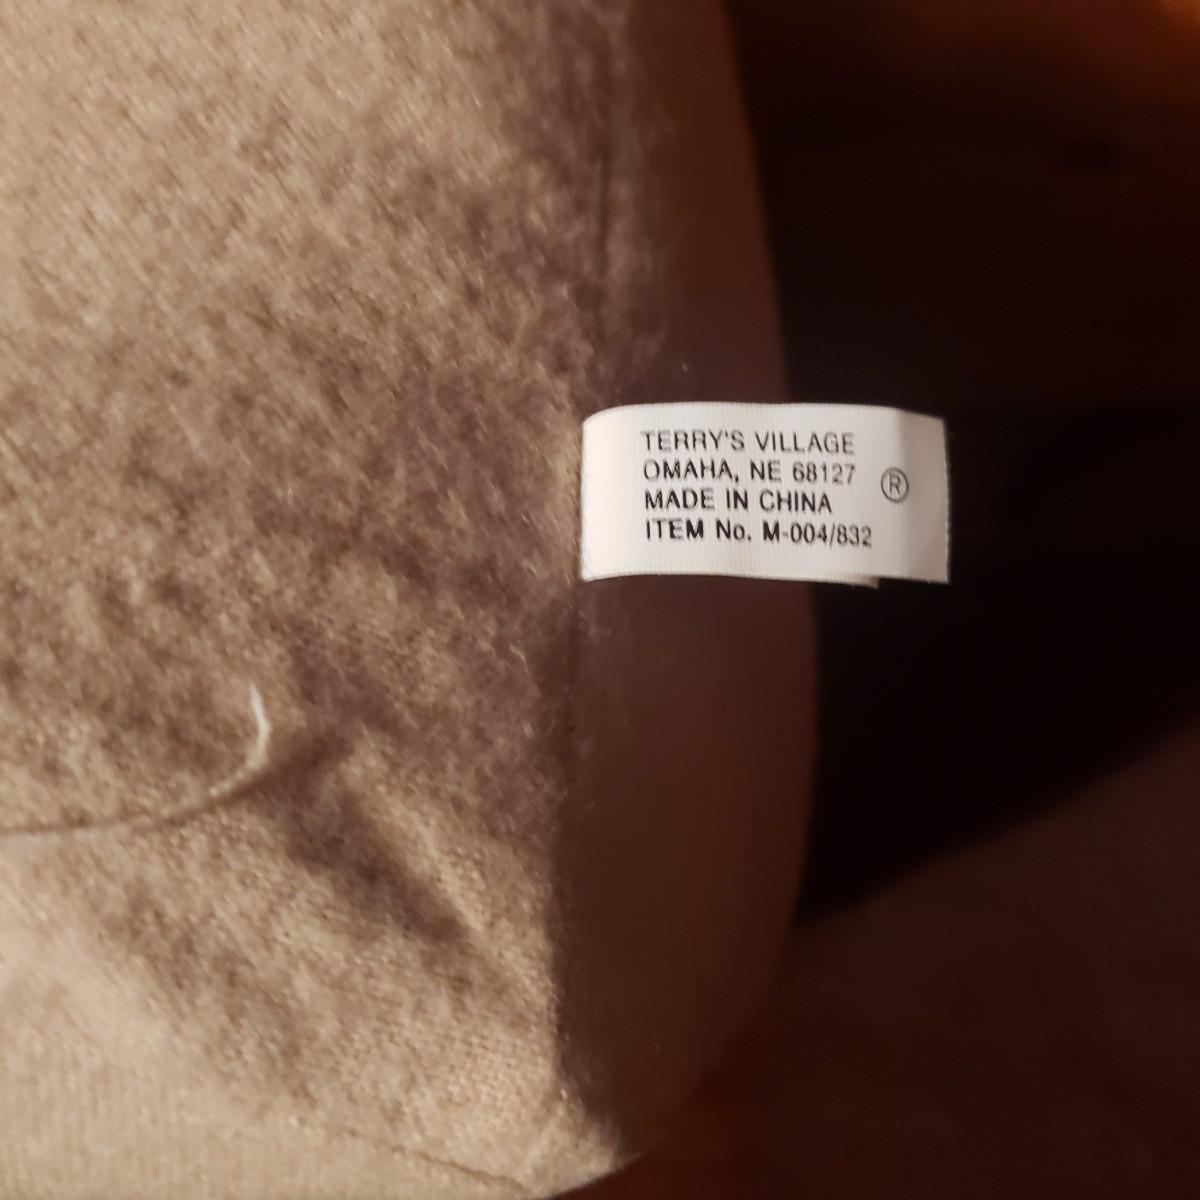 TERRY'S VILLAGE
OMAHA, NE 68127
MADE IN CHINA
ITEM No. M-004/832
®